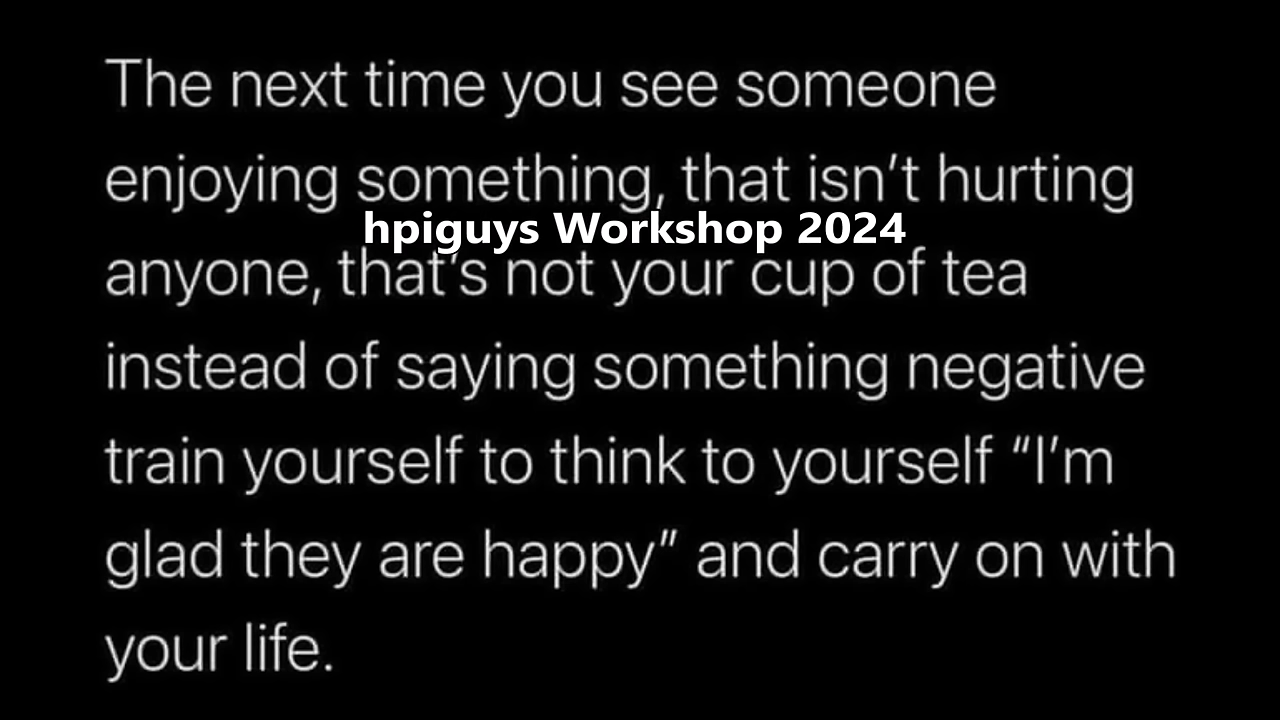 The next time you see someone
enjoying something, that isn’t hurting
hpiguys Workshop 2024
anyone, that’s not your cup of tea
instead of saying something negative
train yourself to think to yourself “I’m
glad they are happy” and carry on with
your life.